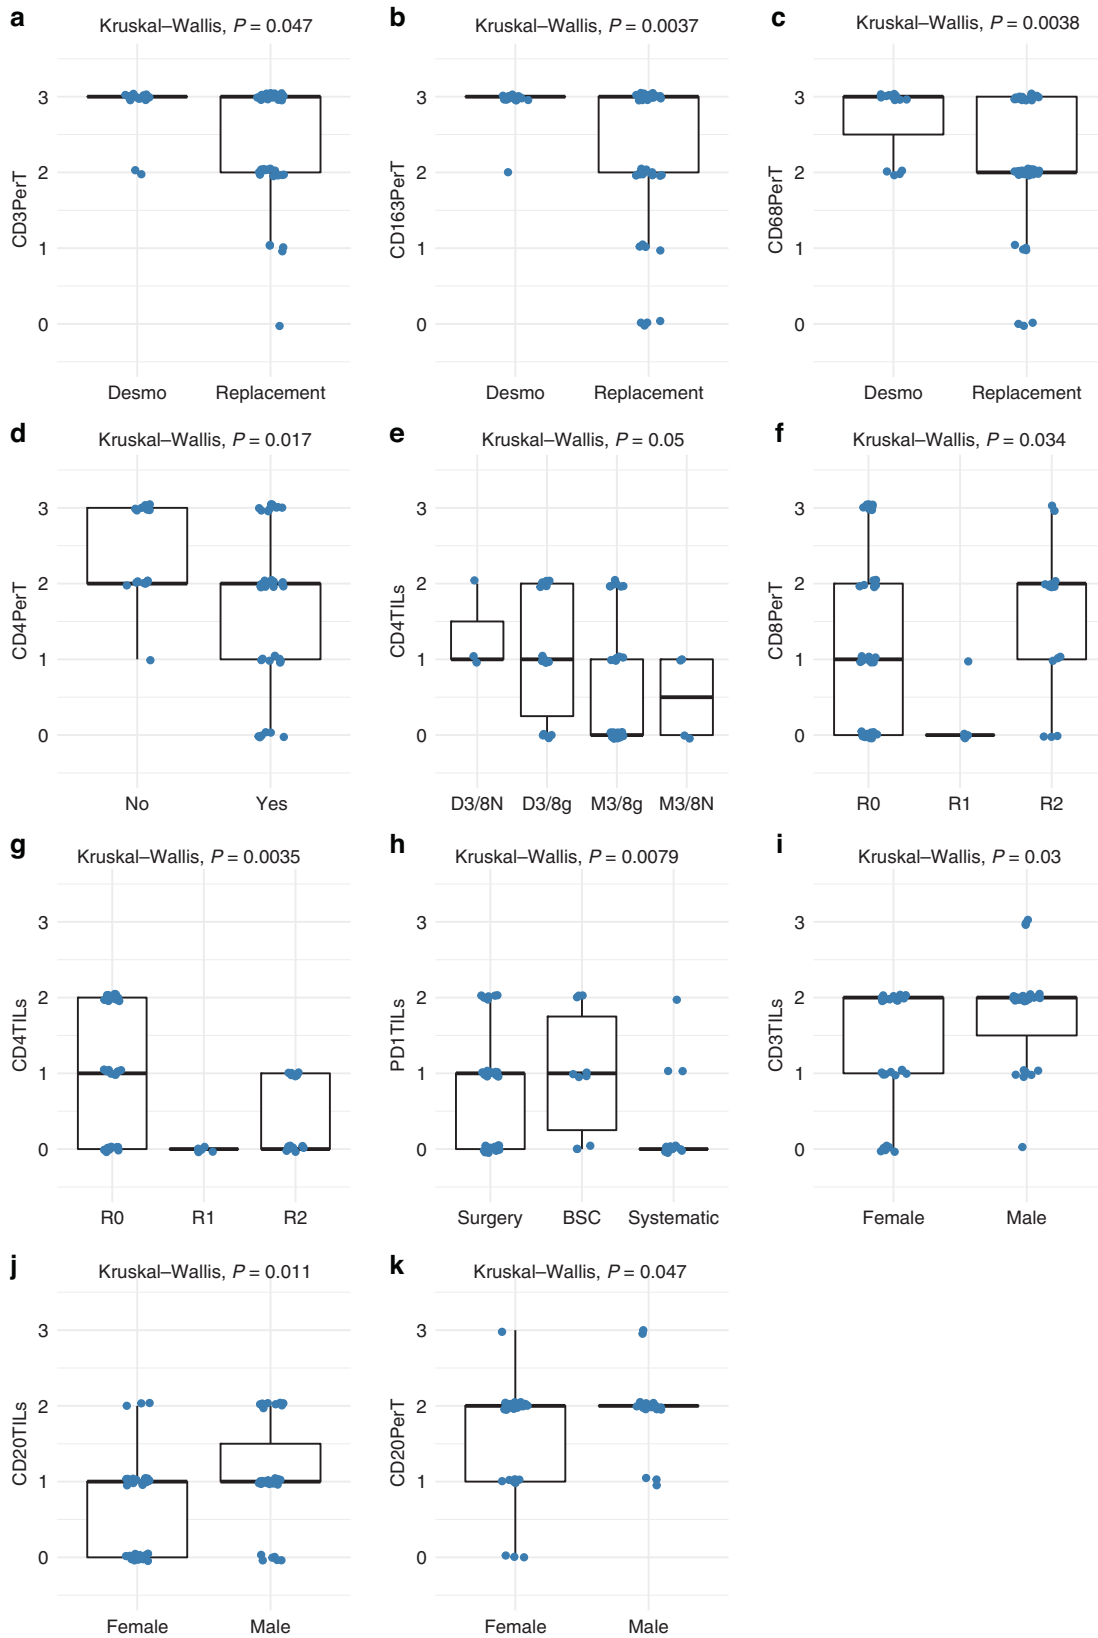 a
Kruskal–Wallis, P = 0.047
CD3PerT
3
2
1
0
Desmo Replacement
b
Kruskal–Wallis, P = 0.0037
CD163PerT
3
2
1
0
Desmo Replacement
c
Kruskal–Wallis, P = 0.0038
CD68PerT
3
2
1
0
Desmo Replacement
d
Kruskal–Wallis, P = 0.017
CD4PerT
3
2
1
0
No Yes
e
Kruskal–Wallis, P = 0.05
CD4TILs
3
2
1
0
D3/8N D3/8g M3/8g M3/8N
f
Kruskal–Wallis, P = 0.034
CD8PerT
3
2
1
0
R0 R1 R2
g
Kruskal–Wallis, P = 0.0035
CD4TILs
3
2
1
0
R0 R1 R2
h
Kruskal–Wallis, P = 0.0079
PD1TILs
3
2
1
0
Surgery BSC Systematic
i
Kruskal–Wallis, P = 0.03
CD3TILs
3
2
1
0
Female Male
j
Kruskal–Wallis, P = 0.011
CD20TILs
3
2
1
0
Female Male
k
Kruskal–Wallis, P = 0.047
CD20PerT
3
2
1
0
Female Male